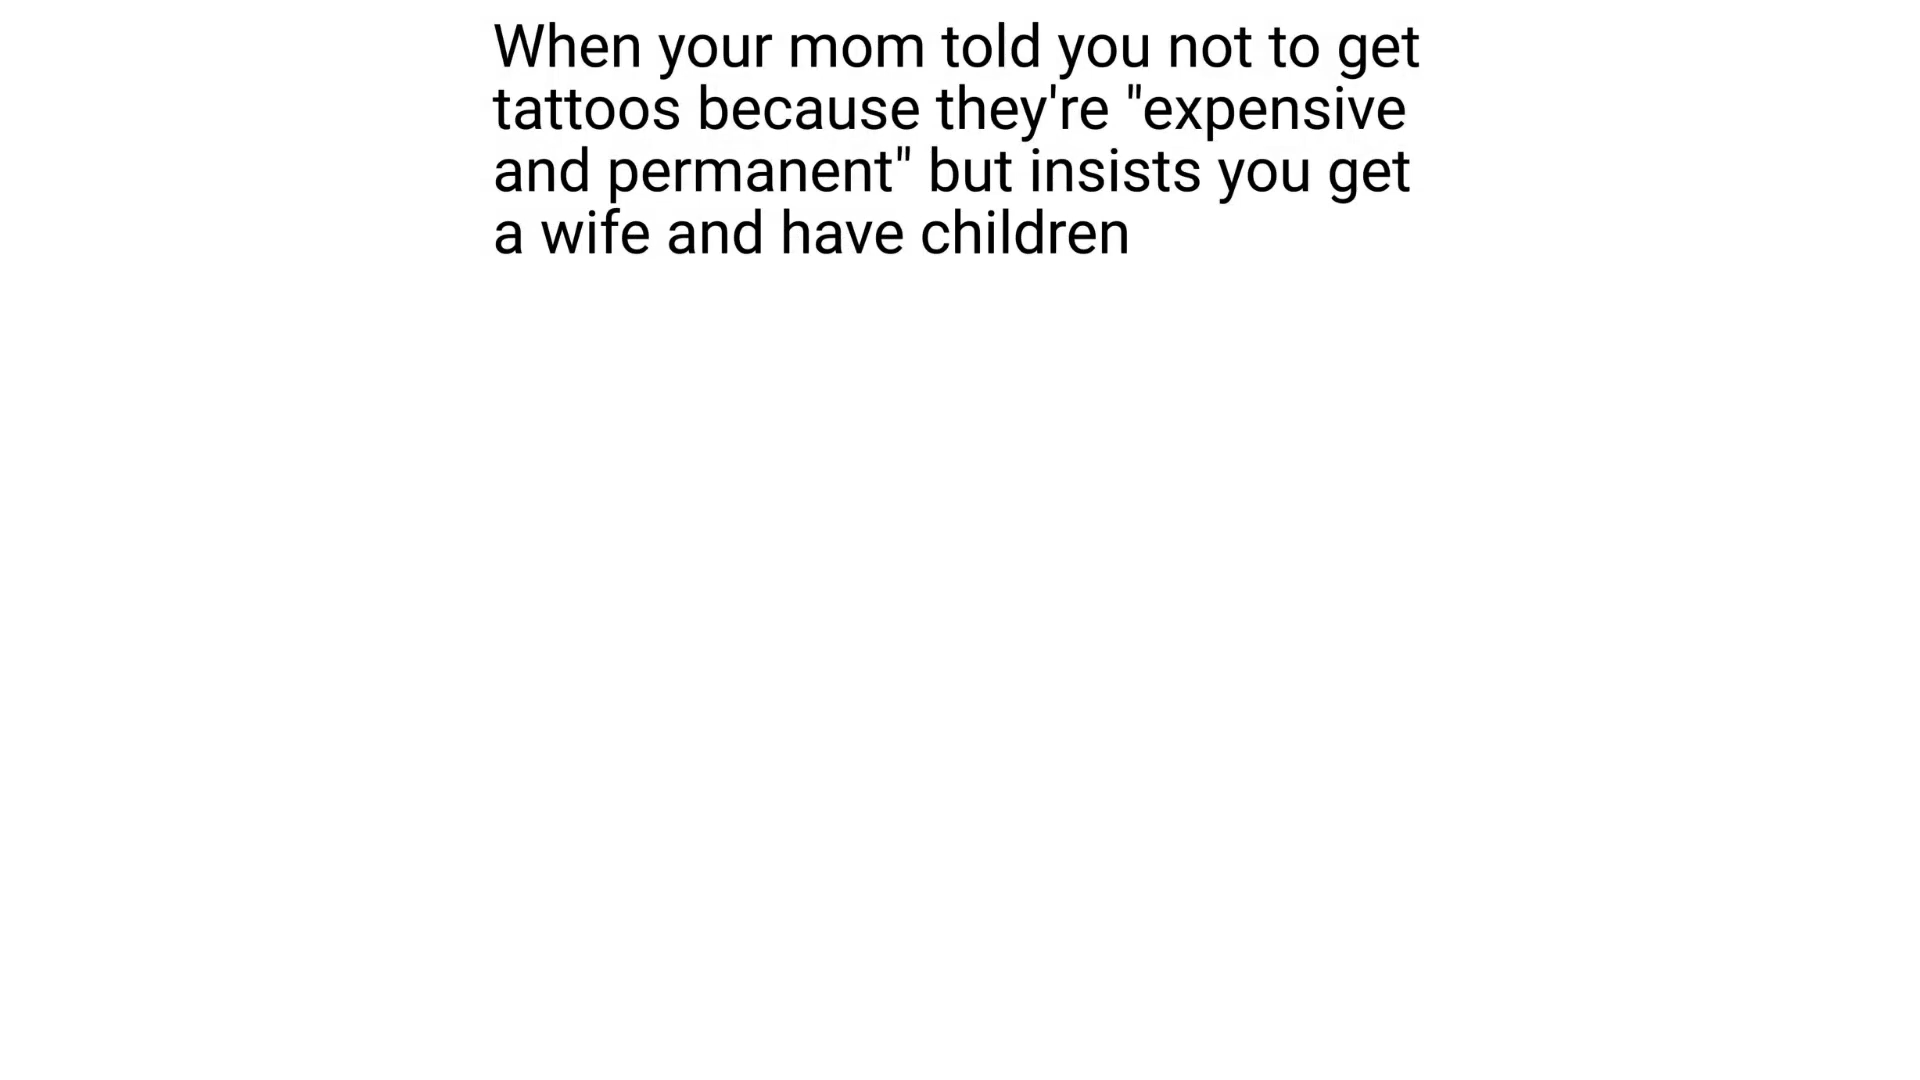 When your mom told you not to get
tattoos because they're "expensive
and permanent" but insists you get
a wife and have children